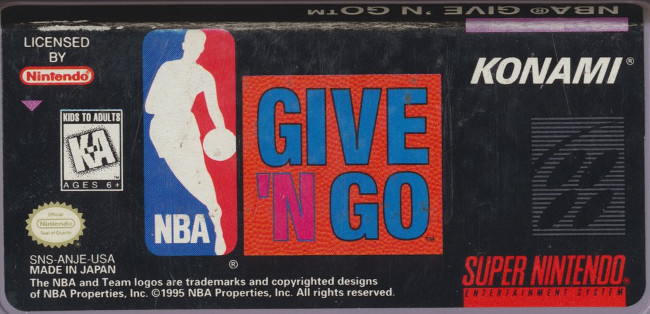 NBA® GIVE 'N GO™
LICENSED
BY
Nintendo®
KIDS TO ADULTS
K-A
AGES 6+
Official
Nintendo
Seal of Quality
SNS-ANJE-USA
MADE IN JAPAN
NBA
®
GIVE
'N GO
™
KONAMI®
SUPER NINTENDO®
ENTERTAINMENT SYSTEM
The NBA and Team logos are trademarks and copyrighted designs
of NBA Properties, Inc. ©1995 NBA Properties, Inc. All rights reserved.